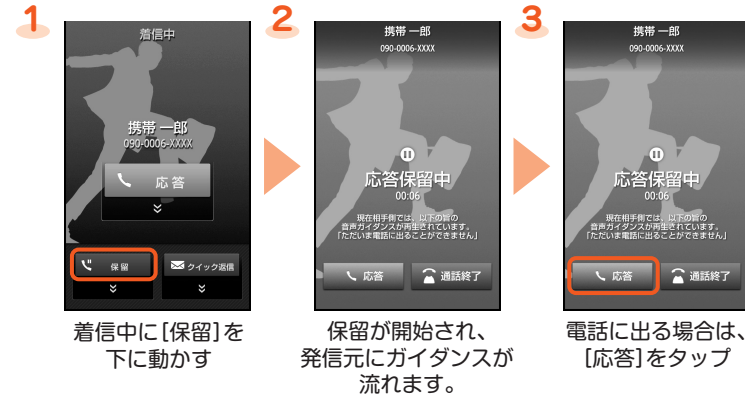 1
着信中
携帯 一郎
090-0006-XXXX
応答
保留
クイック返信
着信中に[保留]を
下に動かす
2
携帯 一郎
090-0006-XXXX
応答保留中
00:06
現在相手側では、以下の旨の
音声ガイダンスが再生されています。
「ただいま電話に出ることができません」
応答
通話終了
保留が開始され、
発信元にガイダンスが
流れます。
3
携帯 一郎
090-0006-XXXX
応答保留中
00:06
現在相手側では、以下の旨の
音声ガイダンスが再生されています。
「ただいま電話に出ることができません」
応答
通話終了
電話に出る場合は、
[応答]をタップ